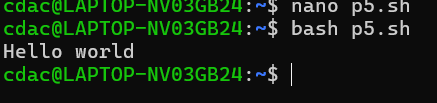 cdac@LAPTOP-NV03GB24:~$ nano p5.sh
cdac@LAPTOP-NV03GB24:~$ bash p5.sh
Hello world
cdac@LAPTOP-NV03GB24:~$